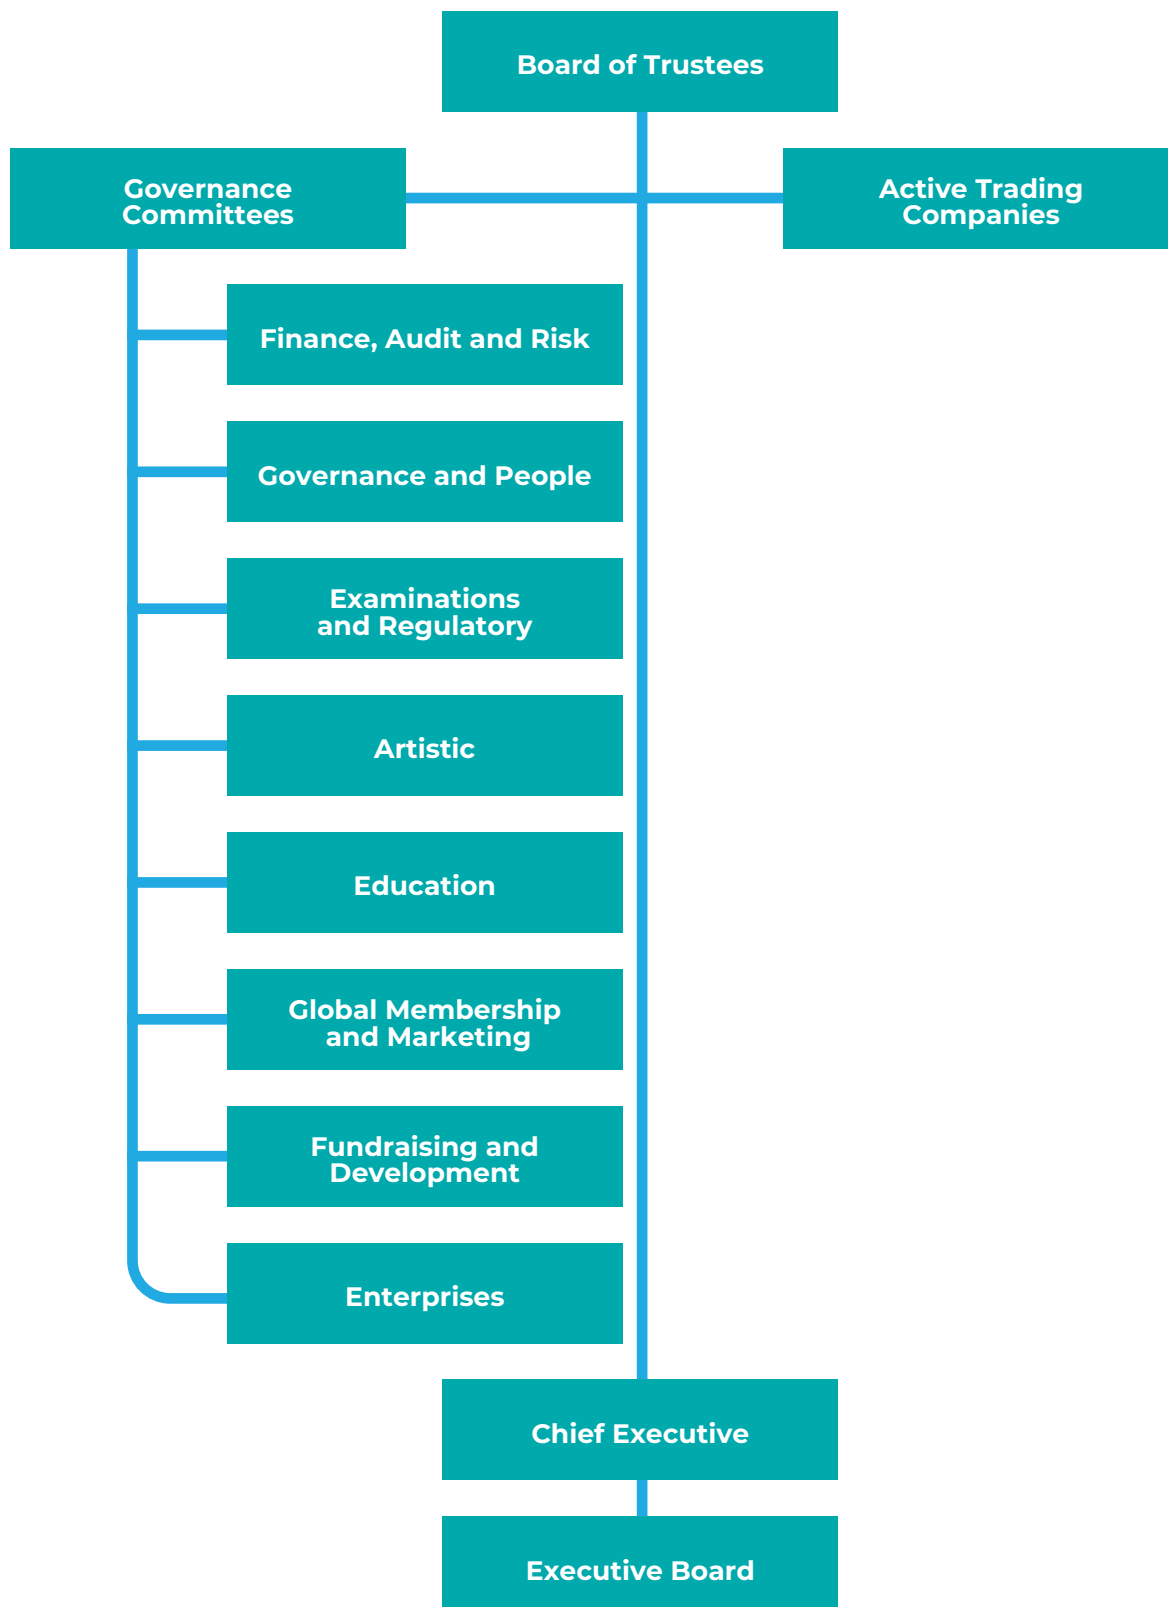 Board of Trustees
Governance
Committees
Active Trading
Companies
Finance, Audit and Risk
Governance and People
Examinations
and Regulatory
Artistic
Education
Global Membership
and Marketing
Fundraising and
Development
Enterprises
Chief Executive
Executive Board